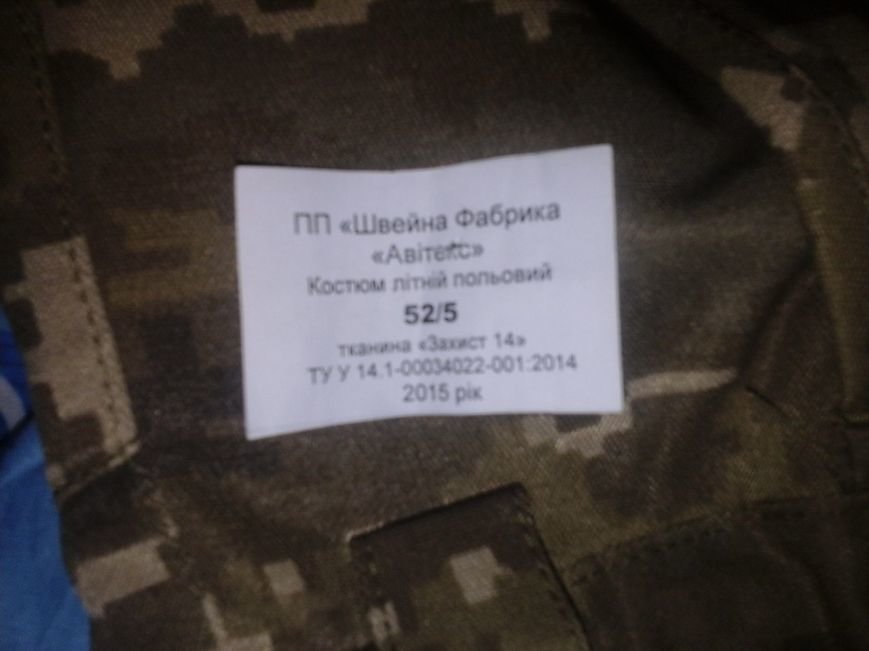 ПП «Швейна Фабрика
«Авітекс»
Костюм літній польовий
52/5
тканина «Захист 14»
ТУ У 14.1-00034022-001:2014
2015 рік